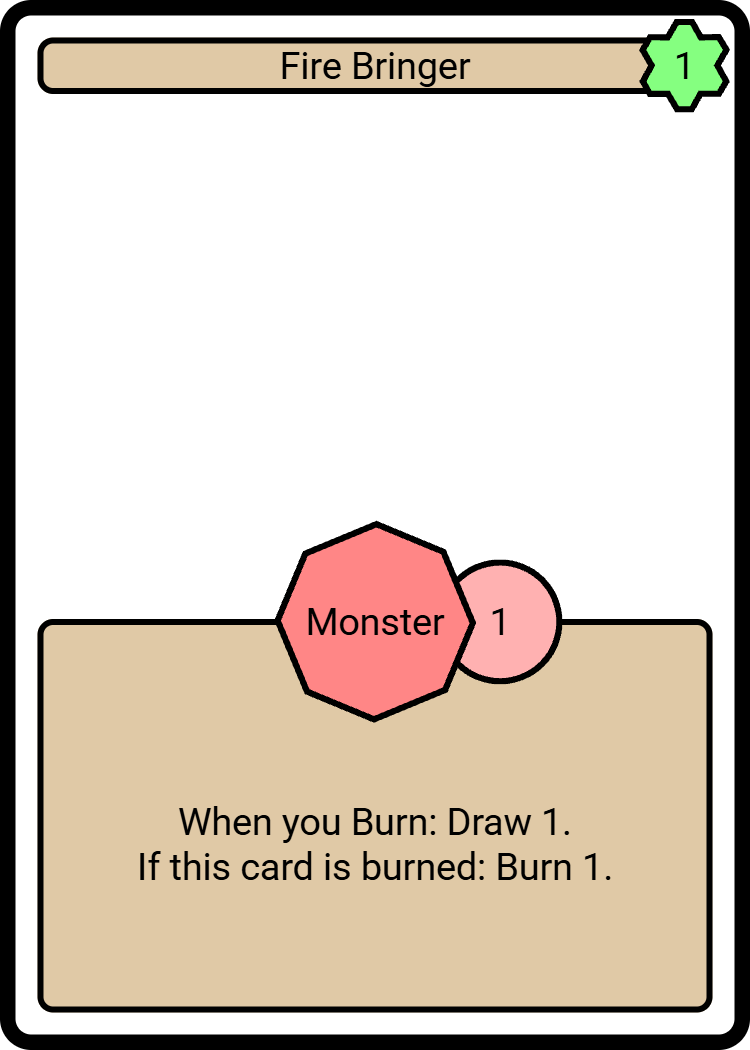 Fire Bringer
1
Monster
1
When you Burn: Draw 1.
If this card is burned: Burn 1.